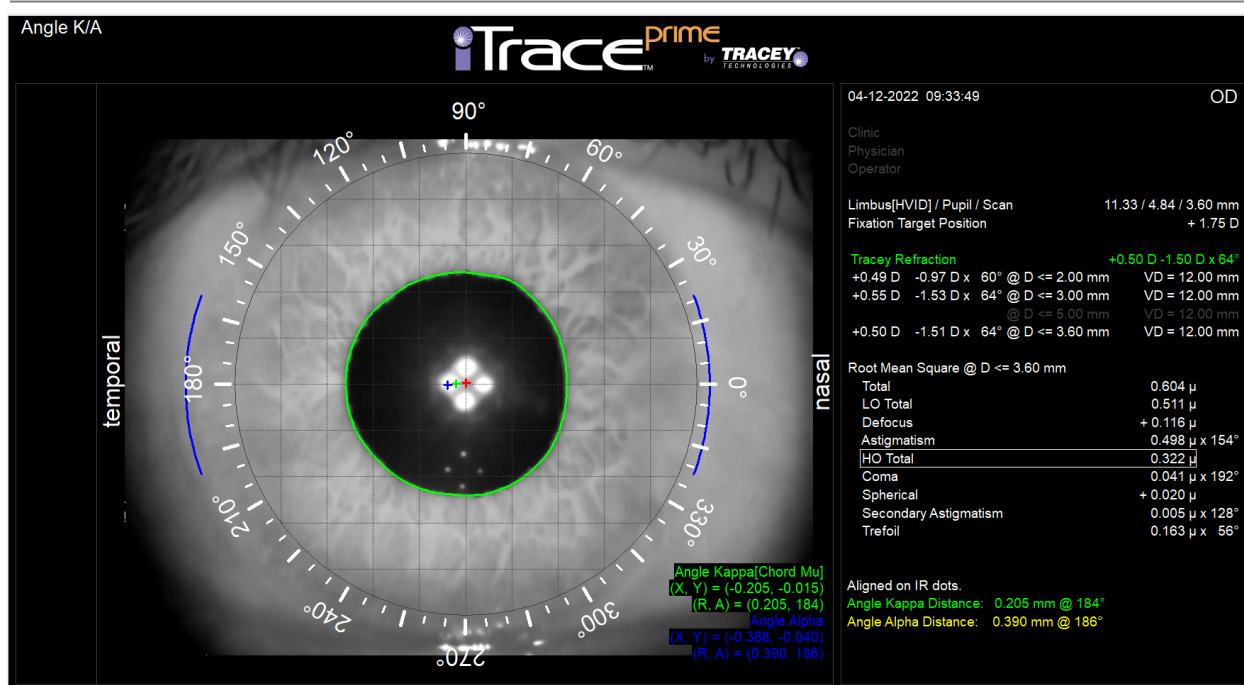 Angle K/A
iTrace prime
by TRACEY
TECHNOLOGIES
TM
04-12-2022 09:33:49 OD
Clinic
Physician
Operator
Limbus[HVID] / Pupil / Scan 11.33 / 4.84 / 3.60 mm
Fixation Target Position + 1.75 D
Tracey Refraction +0.50 D -1.50 D x 64°
+0.49 D -0.97 D x 60° @ D <= 2.00 mm VD = 12.00 mm
+0.55 D -1.53 D x 64° @ D <= 3.00 mm VD = 12.00 mm
@ D <= 5.00 mm VD = 12.00 mm
+0.50 D -1.51 D x 64° @ D <= 3.60 mm VD = 12.00 mm
Root Mean Square @ D <= 3.60 mm
Total 0.604 µ
LO Total 0.511 µ
Defocus + 0.116 µ
Astigmatism 0.498 µ x 154°
HO Total 0.322 µ
Coma 0.041 µ x 192°
Spherical + 0.020 µ
Secondary Astigmatism 0.005 µ x 128°
Trefoil 0.163 µ x 56°
Aligned on IR dots.
Angle Kappa Distance: 0.205 mm @ 184°
Angle Alpha Distance: 0.390 mm @ 186°
90°
120°
60°
150°
30°
temporal
180°
0°
nasal
210°
330°
240°
300°
270°
Angle Kappa[Chord Mu]
(X, Y) = (-0.205, -0.015)
(R, A) = (0.205, 184)
Angle Alpha
(X, Y) = (-0.388, -0.040)
(R, A) = (0.390, 186)